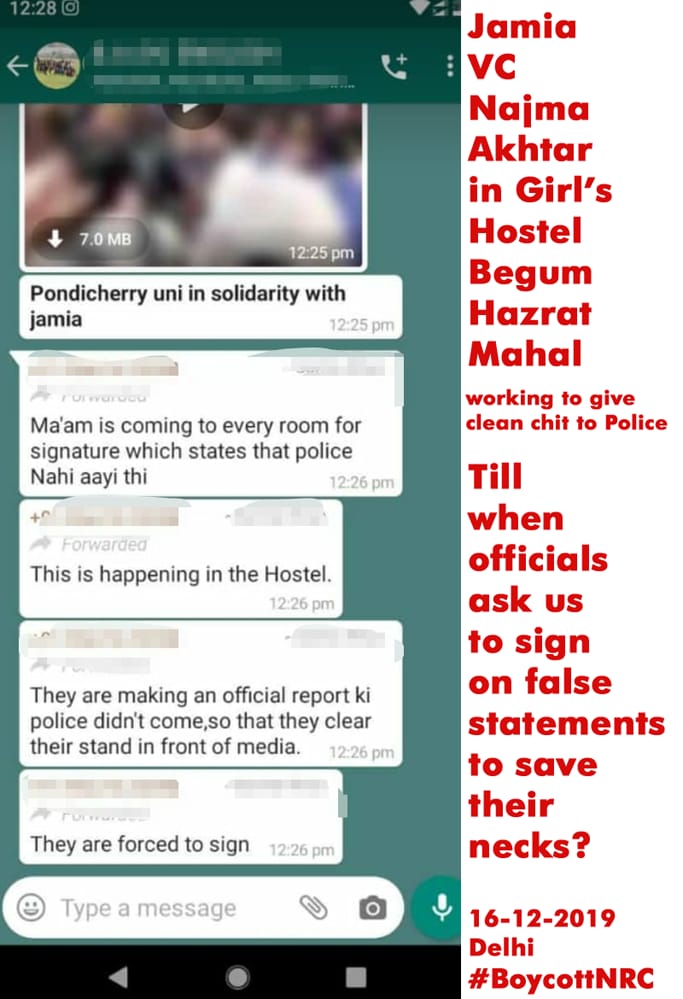 12:28
7.0 MB
12:25 pm
Pondicherry uni in solidarity with
jamia
12:25 pm
Forwarded
Ma'am is coming to every room for
signature which states that police
Nahi aayi thi
12:26 pm
Forwarded
This is happening in the Hostel.
12:26 pm
They are making an official report ki
police didn't come,so that they clear
their stand in front of media.
12:26 pm
They are forced to sign
12:26 pm
Type a message
Jamia
VC
Najma
Akhtar
in Girl's
Hostel
Begum
Hazrat
Mahal
working to give
clean chit to Police
Till
when
officials
ask us
to sign
on false
statements
to save
their
necks?
16-12-2019
Delhi
#BoycottNRC